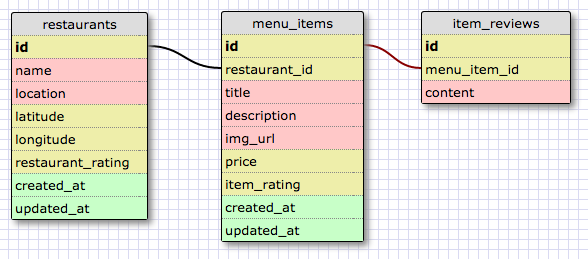 restaurants
id
name
location
latitude
longitude
restaurant_rating
created_at
updated_at
menu_items
id
restaurant_id
title
description
img_url
price
item_rating
created_at
updated_at
item_reviews
id
menu_item_id
content